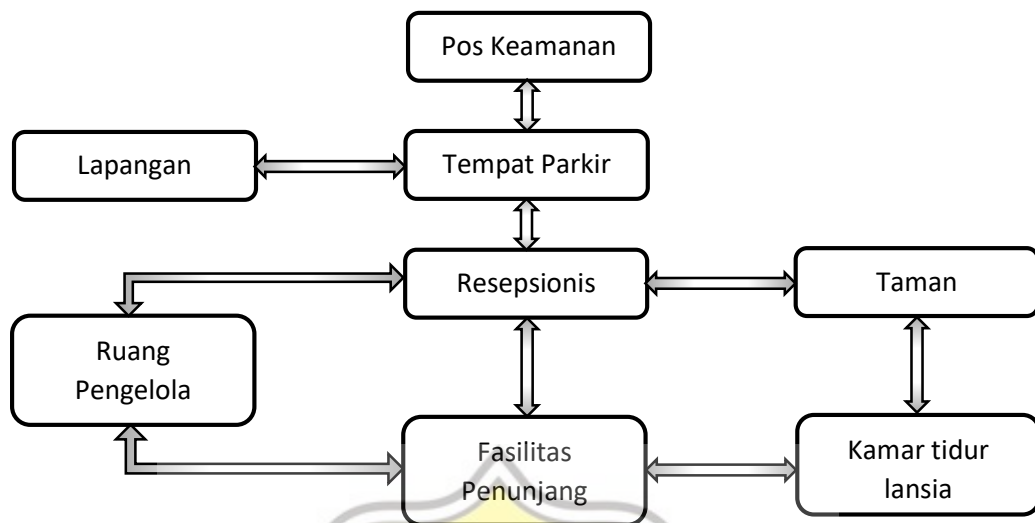 Pos Keamanan
Lapangan
Tempat Parkir
Resepsionis
Taman
Ruang
Pengelola
Fasilitas
Penunjang
Kamar tidur
lansia